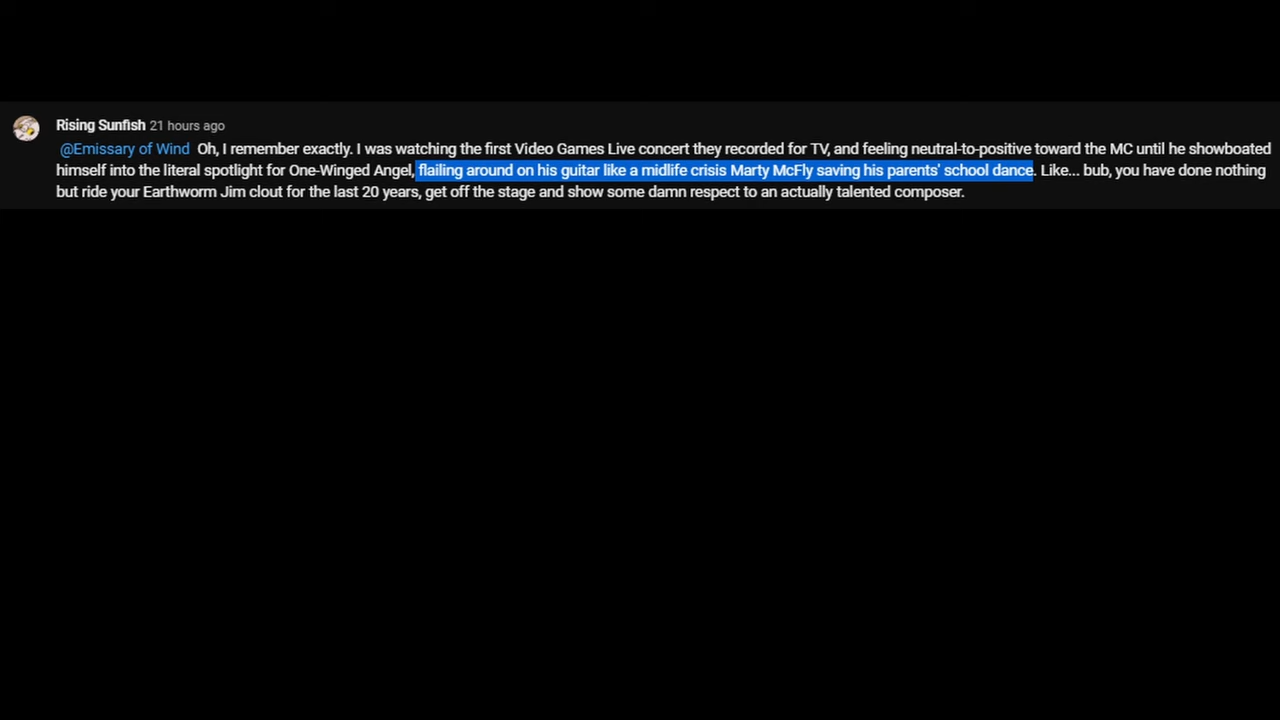 Rising Sunfish 21 hours ago
@Emissary of Wind Oh, I remember exactly. I was watching the first Video Games Live concert they recorded for TV, and feeling neutral-to-positive toward the MC until he showboated
himself into the literal spotlight for One-Winged Angel, flailing around on his guitar like a midlife crisis Marty McFly saving his parents' school dance. Like... bub, you have done nothing
but ride your Earthworm Jim clout for the last 20 years, get off the stage and show some damn respect to an actually talented composer.